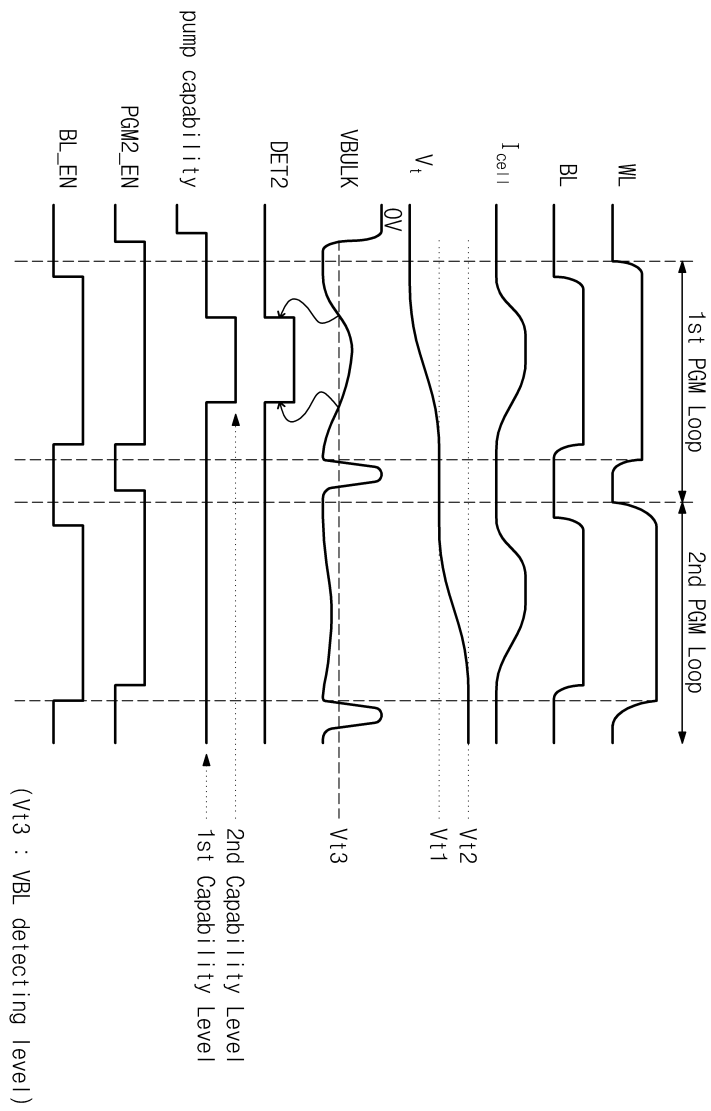 1st PGM Loop
2nd PGM Loop
WL
BL
Icell
Vt
Vt2
Vt1
0V
VBULK
Vt3
DET2
pump capability
2nd Capability Level
1st Capability Level
PGM2_EN
BL_EN
(Vt3 : VBL detecting level)